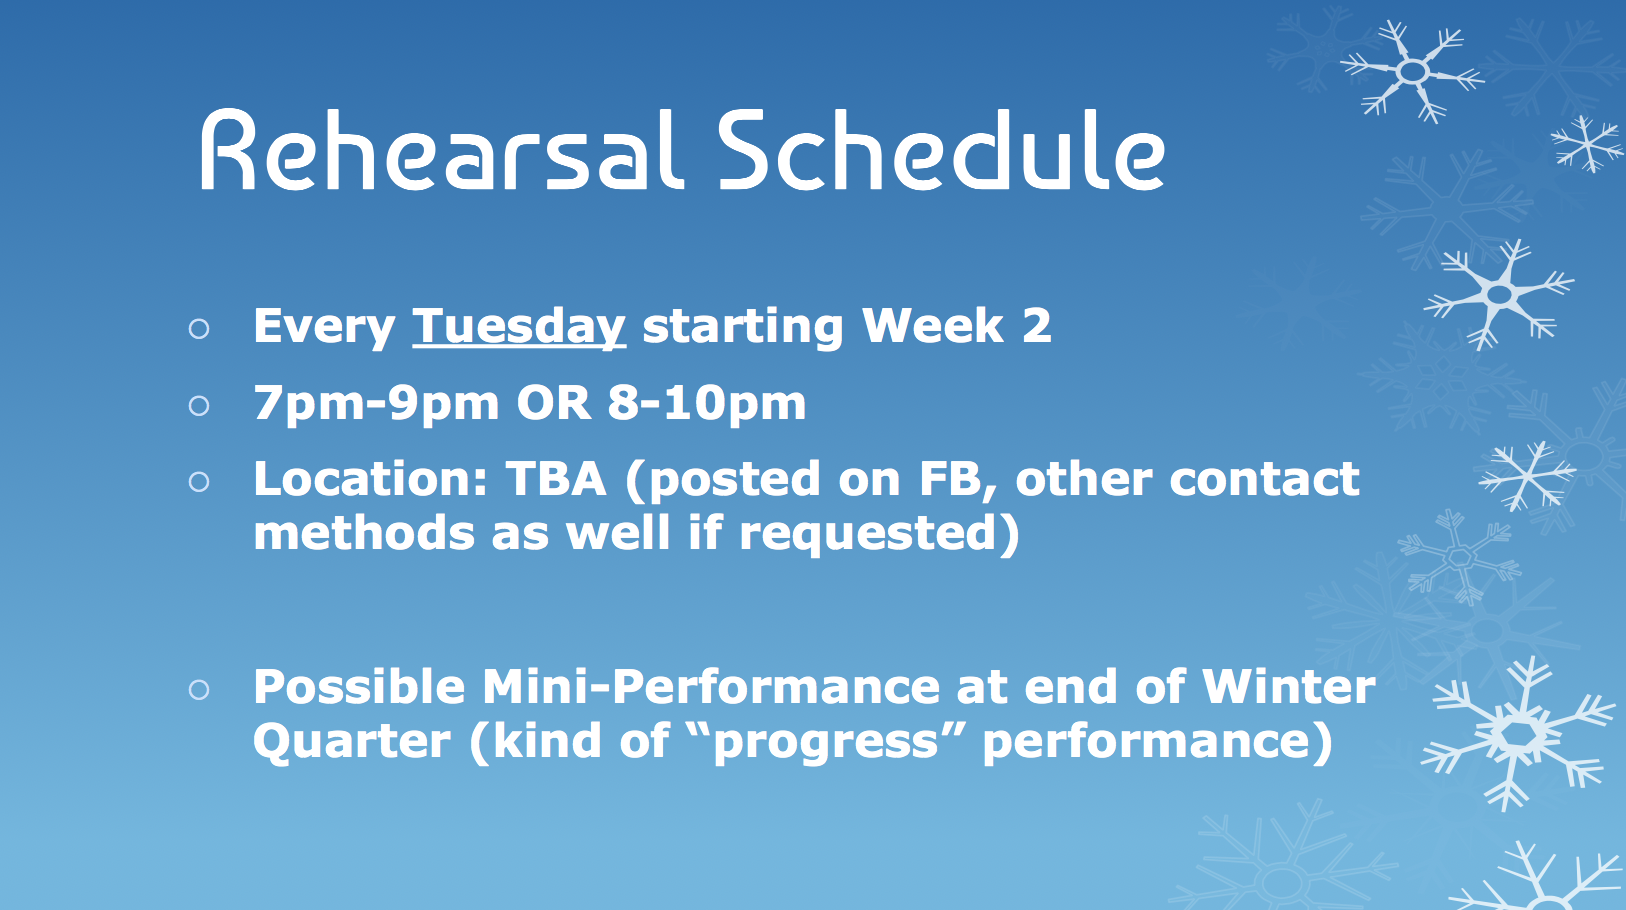 Rehearsal Schedule
Every Tuesday starting Week 2
7pm-9pm OR 8-10pm
Location: TBA (posted on FB, other contact
methods as well if requested)
Possible Mini-Performance at end of Winter
Quarter (kind of “progress” performance)